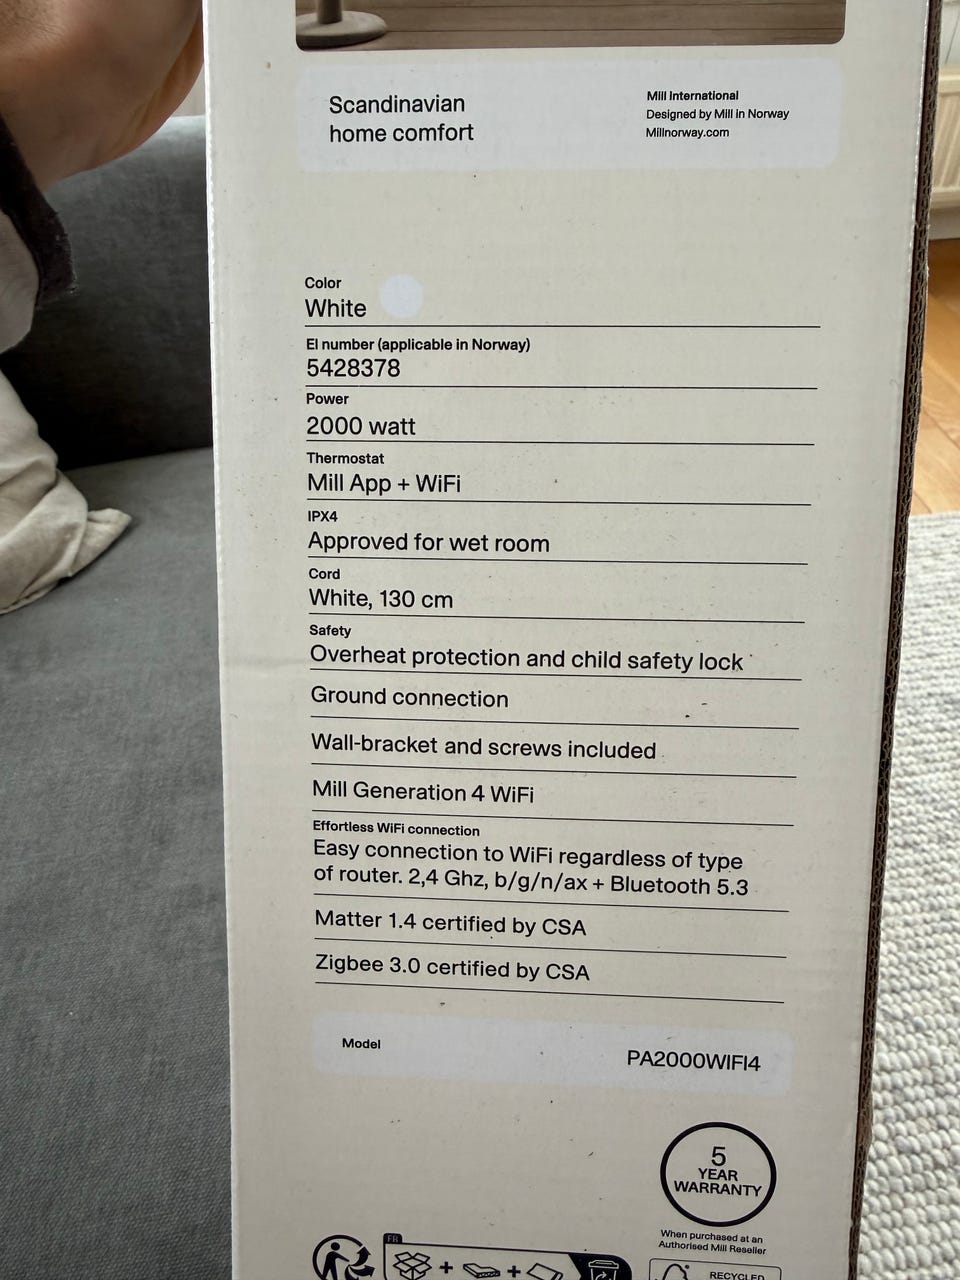 Scandinavian
home comfort
Mill International
Designed by Mill in Norway
Millnorway.com
Color
White
El number (applicable in Norway)
5428378
Power
2000 watt
Thermostat
Mill App + WiFi
IPX4
Approved for wet room
Cord
White, 130 cm
Safety
Overheat protection and child safety lock
Ground connection
Wall-bracket and screws included
Mill Generation 4 WiFi
Effortless WiFi connection
Easy connection to WiFi regardless of type
of router. 2,4 Ghz, b/g/n/ax + Bluetooth 5.3
Matter 1.4 certified by CSA
Zigbee 3.0 certified by CSA
Model
PA2000WIFI4
5
YEAR
WARRANTY
When purchased at an
Authorised Mill Reseller
FR
+ +
RECYCLED